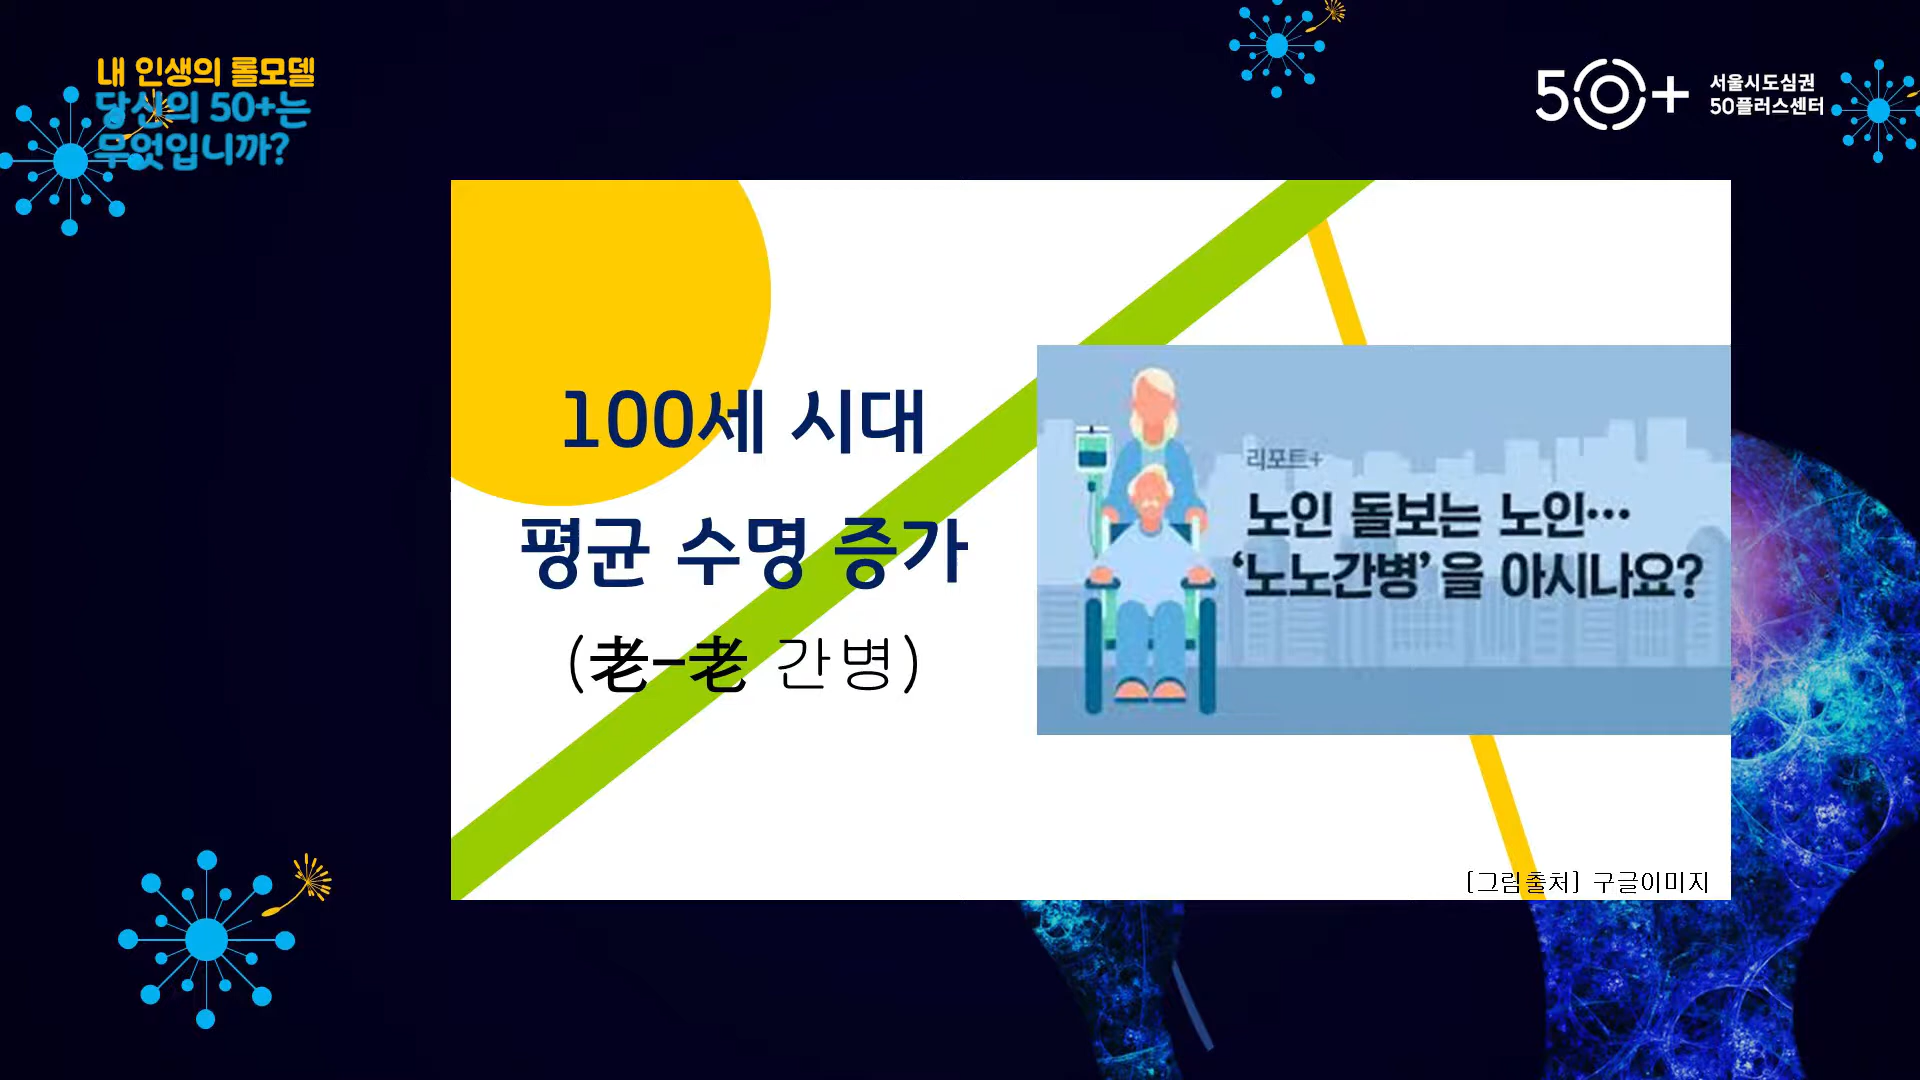 내 인생의 롤모델
당신의 50+는
무엇입니까?
50+ 서울시도심권
50플러스센터
100세 시대
평균 수명 증가
(老-老 간병)
리포트+
노인 돌보는 노인…
‘노노간병’을 아시나요?
[그림출처] 구글이미지